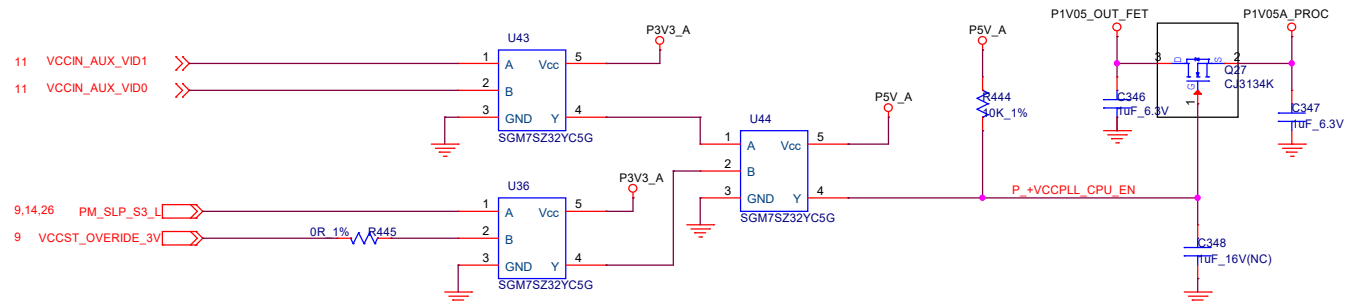 P1V05_OUT_FET
P1V05A_PROC
U43
P3V3_A
P5V_A
11 VCCIN_AUX_VID1
1 A Vcc 5
3 D S 2
11 VCCIN_AUX_VID0
2 B
Q27
CJ3134K
G
1
R444
10K_1%
C346
1uF_6.3V
C347
1uF_6.3V
3 GND Y 4
SGM7SZ32YC5G
P5V_A
U44
1 A Vcc 5
2 B
U36
P3V3_A
3 GND Y 4
P_+VCCPLL_CPU_EN
9,14,26 PM_SLP_S3_L
1 A Vcc 5
SGM7SZ32YC5G
9 VCCST_OVERIDE_3V
0R_1% R445
2 B
C348
1uF_16V(NC)
3 GND Y 4
SGM7SZ32YC5G